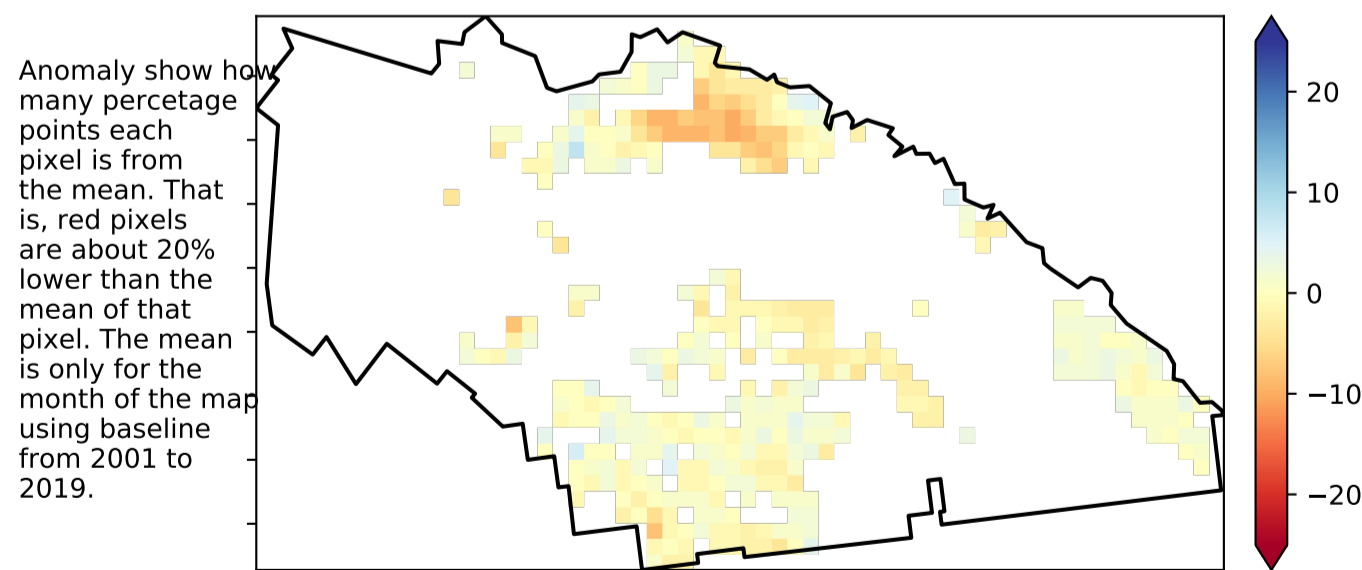 Anomaly show how
many percetage
points each
pixel is from
the mean. That
is, red pixels
are about 20%
lower than the
mean of that
pixel. The mean
is only for the
month of the map
using baseline
from 2001 to
2019.
20
10
0
−10
−20